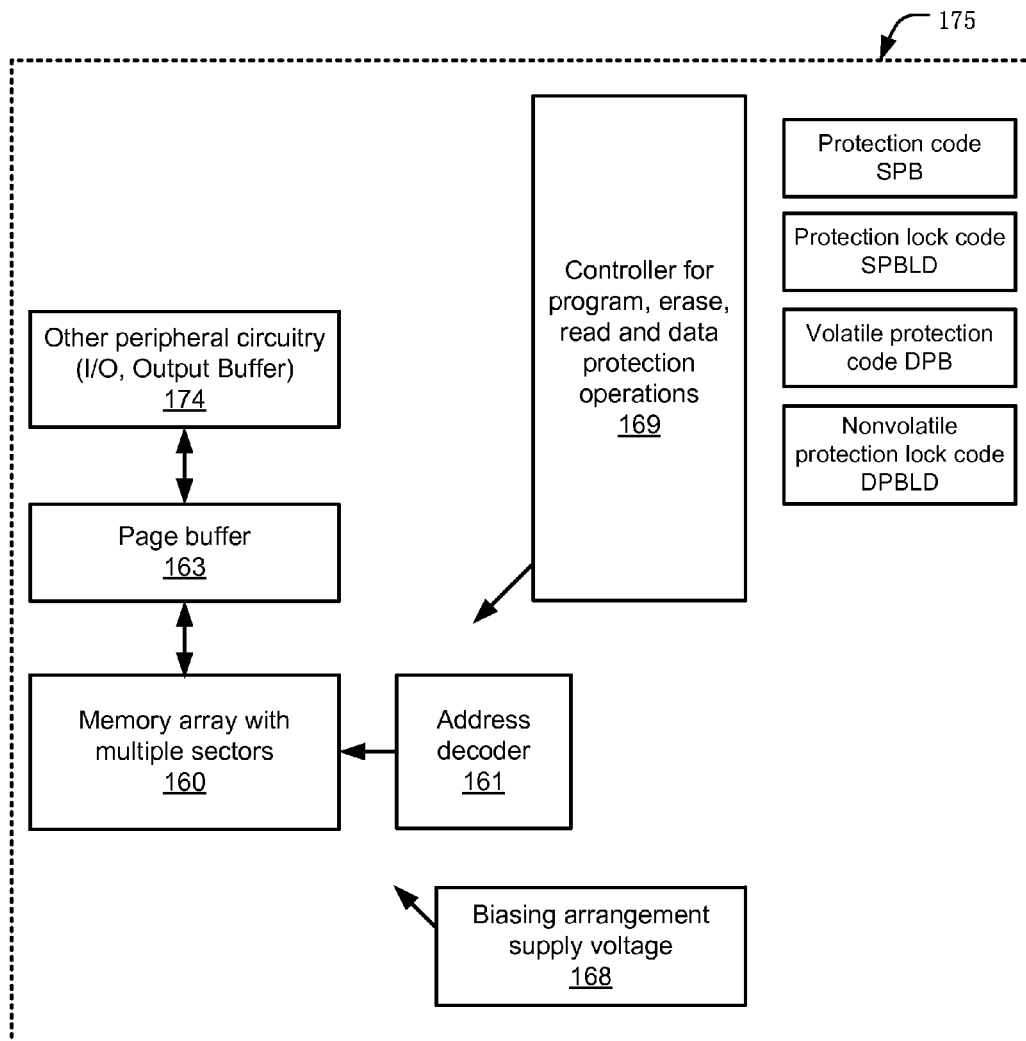 175
Protection code
SPB
Protection lock code
SPBLD
Volatile protection
code DPB
Nonvolatile
protection lock code
DPBLD
Controller for
program, erase,
read and data
protection
operations
169
Other peripheral circuitry
(I/O, Output Buffer)
174
Page buffer
163
Memory array with
multiple sectors
160
Address
decoder
161
Biasing arrangement
supply voltage
168